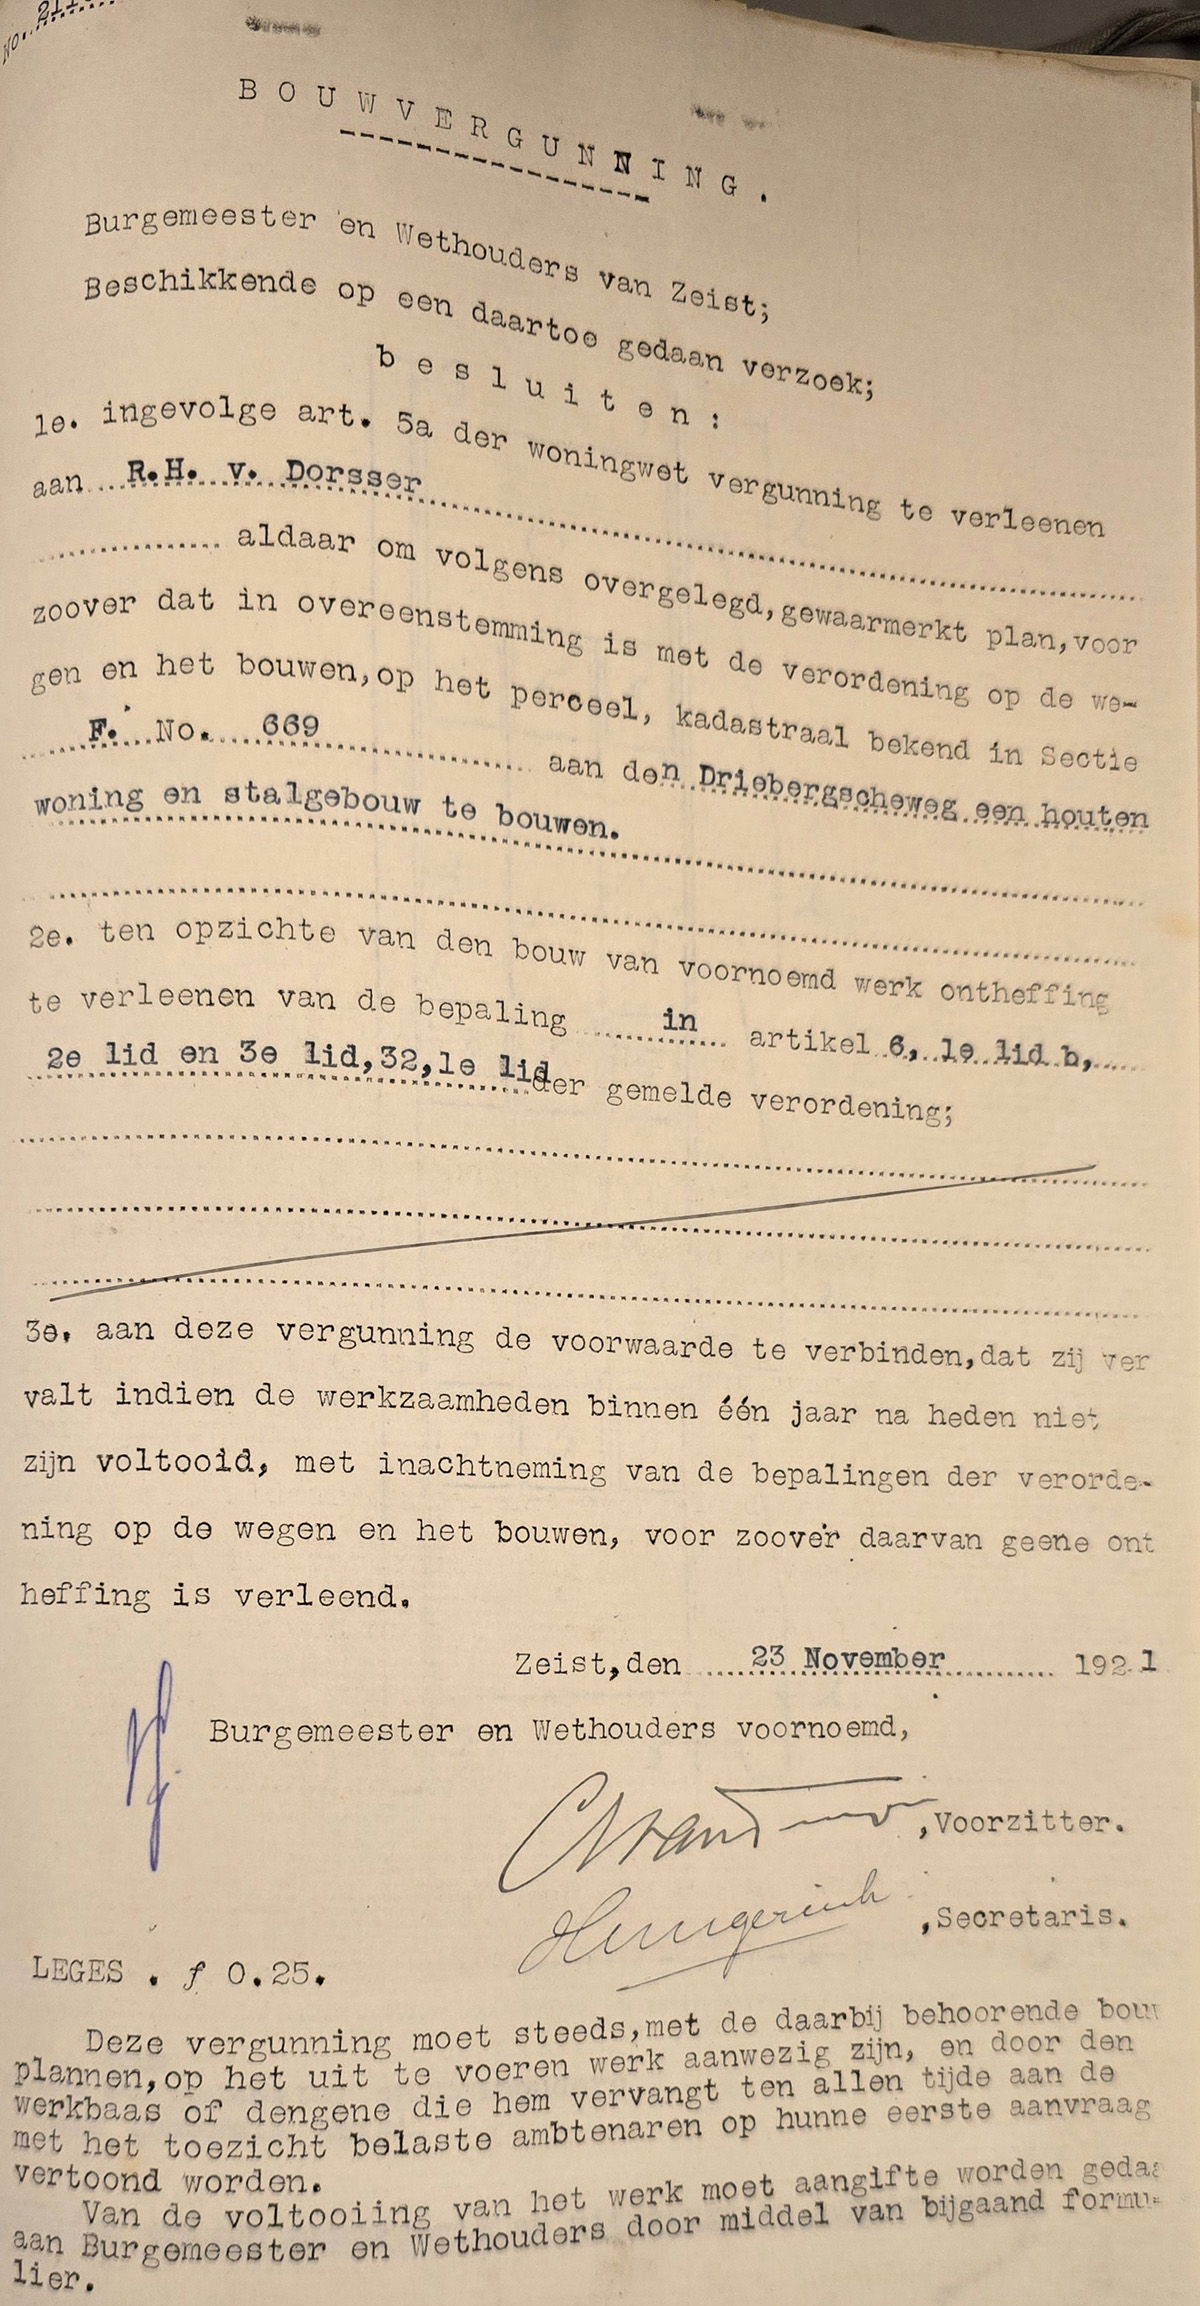 No.
BOUWVERGUNNING.
Burgemeester en Wethouders van Zeist;
Beschikkende op een daartoe gedaan verzoek;
besluiten:
1e. ingevolge art. 5a der woningwet vergunning te verleenen
aan R.H. v. Dorsser
aldaar om volgens overgelegd, gewaarmerkt plan, voor
zoover dat in overeenstemming is met de verordening op de we-
gen en het bouwen, op het perceel, kadastraal bekend in Sectie
F. No. 669 aan den Driebergscheweg een houten
woning en stalgebouw te bouwen.
2e. ten opzichte van den bouw van voornoemd werk ontheffing
te verleenen van de bepaling in artikel 6, 1e lid b,
2e lid en 3e lid, 32, 1e lid der gemelde verordening;
3e. aan deze vergunning de voorwaarde te verbinden, dat zij ver
valt indien de werkzaamheden binnen één jaar na heden niet
zijn voltooid, met inachtneming van de bepalingen der verorde-
ning op de wegen en het bouwen, voor zoover daarvan geene ont
heffing is verleend.
Zeist, den 23 November 1921
Burgemeester en Wethouders voornoemd,
,Voorzitter.
,Secretaris.
LEGES . f 0.25.
Deze vergunning moet steeds, met de daarbij behoorende bouw
plannen, op het uit te voeren werk aanwezig zijn, en door den
werkbaas of dengene die hem vervangt ten allen tijde aan de
met het toezicht belaste ambtenaren op hunne eerste aanvraag
vertoond worden.
Van de voltooiing van het werk moet aangifte worden gedaa
aan Burgemeester en Wethouders door middel van bijgaand formu-
lier.